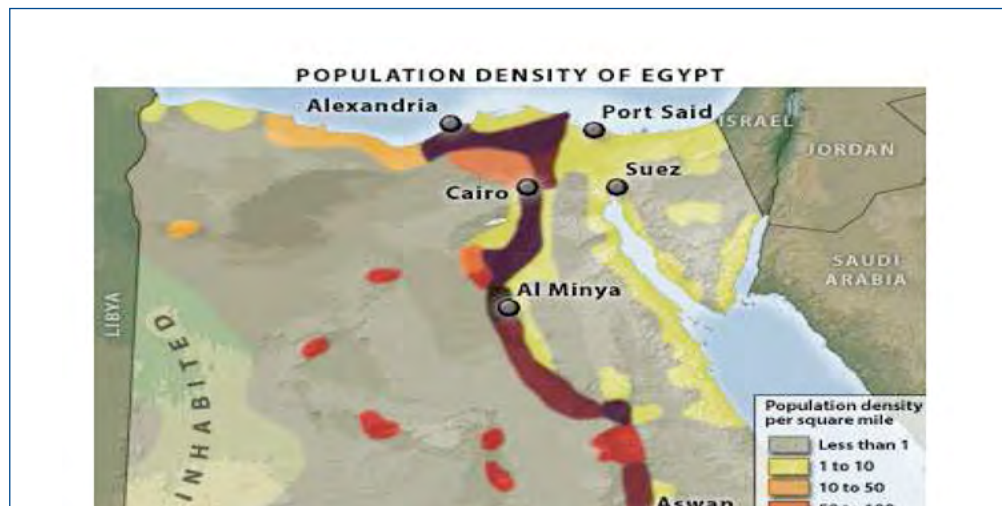 POPULATION DENSITY OF EGYPT
Alexandria
Port Said
ISRAEL
JORDAN
Suez
Cairo
SAUDI
ARABIA
Al Minya
LIBYA
INHABITED
Population density
per square mile
Less than 1
1 to 10
10 to 50
Aswan